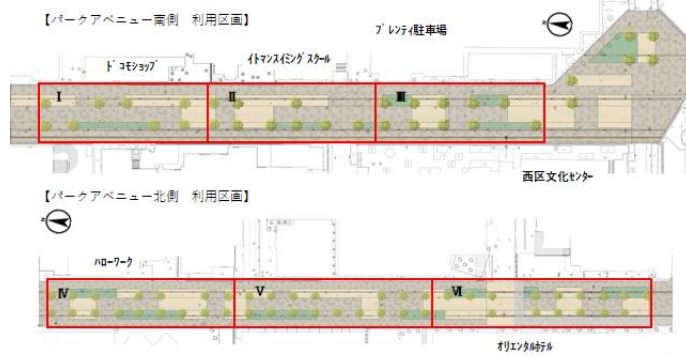 【パークアベニュー南側 利用区画】
プレンティ駐車場
ドコモショップ
イトマンスイミングスクール
Ⅰ
Ⅱ
Ⅲ
西区文化センター
【パークアベニュー北側 利用区画】
ハローワーク
Ⅳ
Ⅴ
Ⅵ
オリエンタルホテル